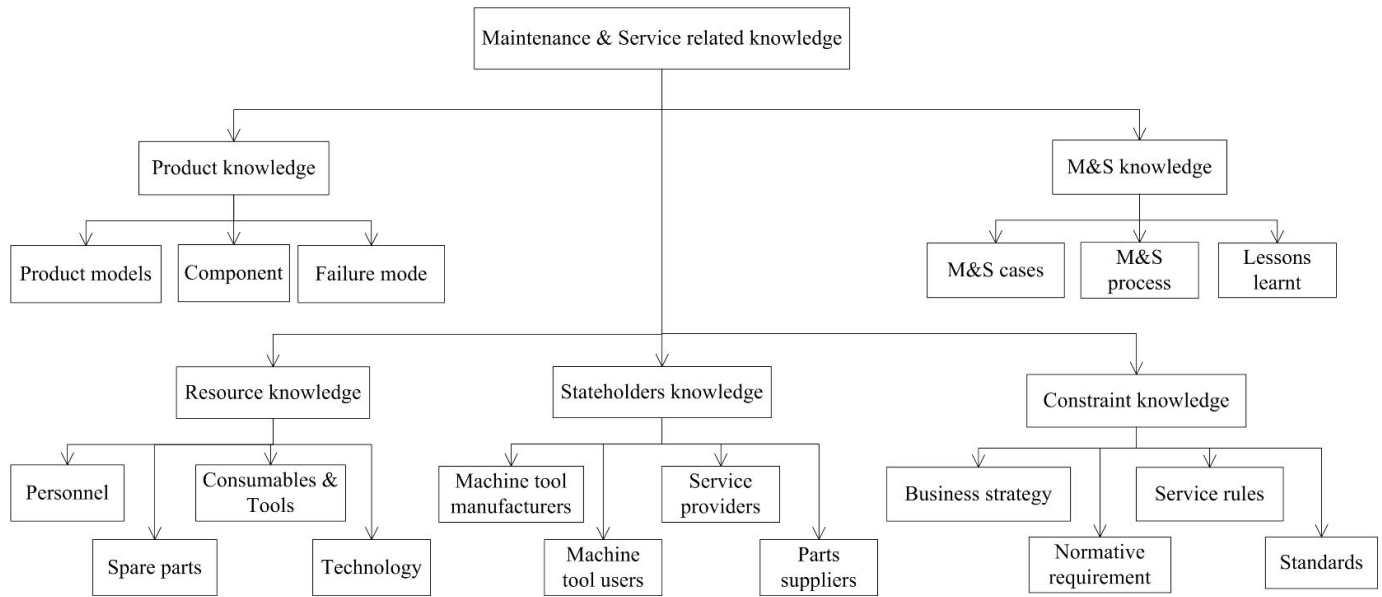 Maintenance & Service related knowledge
Product knowledge
M&S knowledge
Product models
Component
Failure mode
M&S cases
M&S
process
Lessons
learnt
Resource knowledge
Stateholders knowledge
Constraint knowledge
Personnel
Consumables &
Tools
Spare parts
Technology
Machine tool
manufacturers
Service
providers
Machine
tool users
Parts
suppliers
Business strategy
Service rules
Normative
requirement
Standards